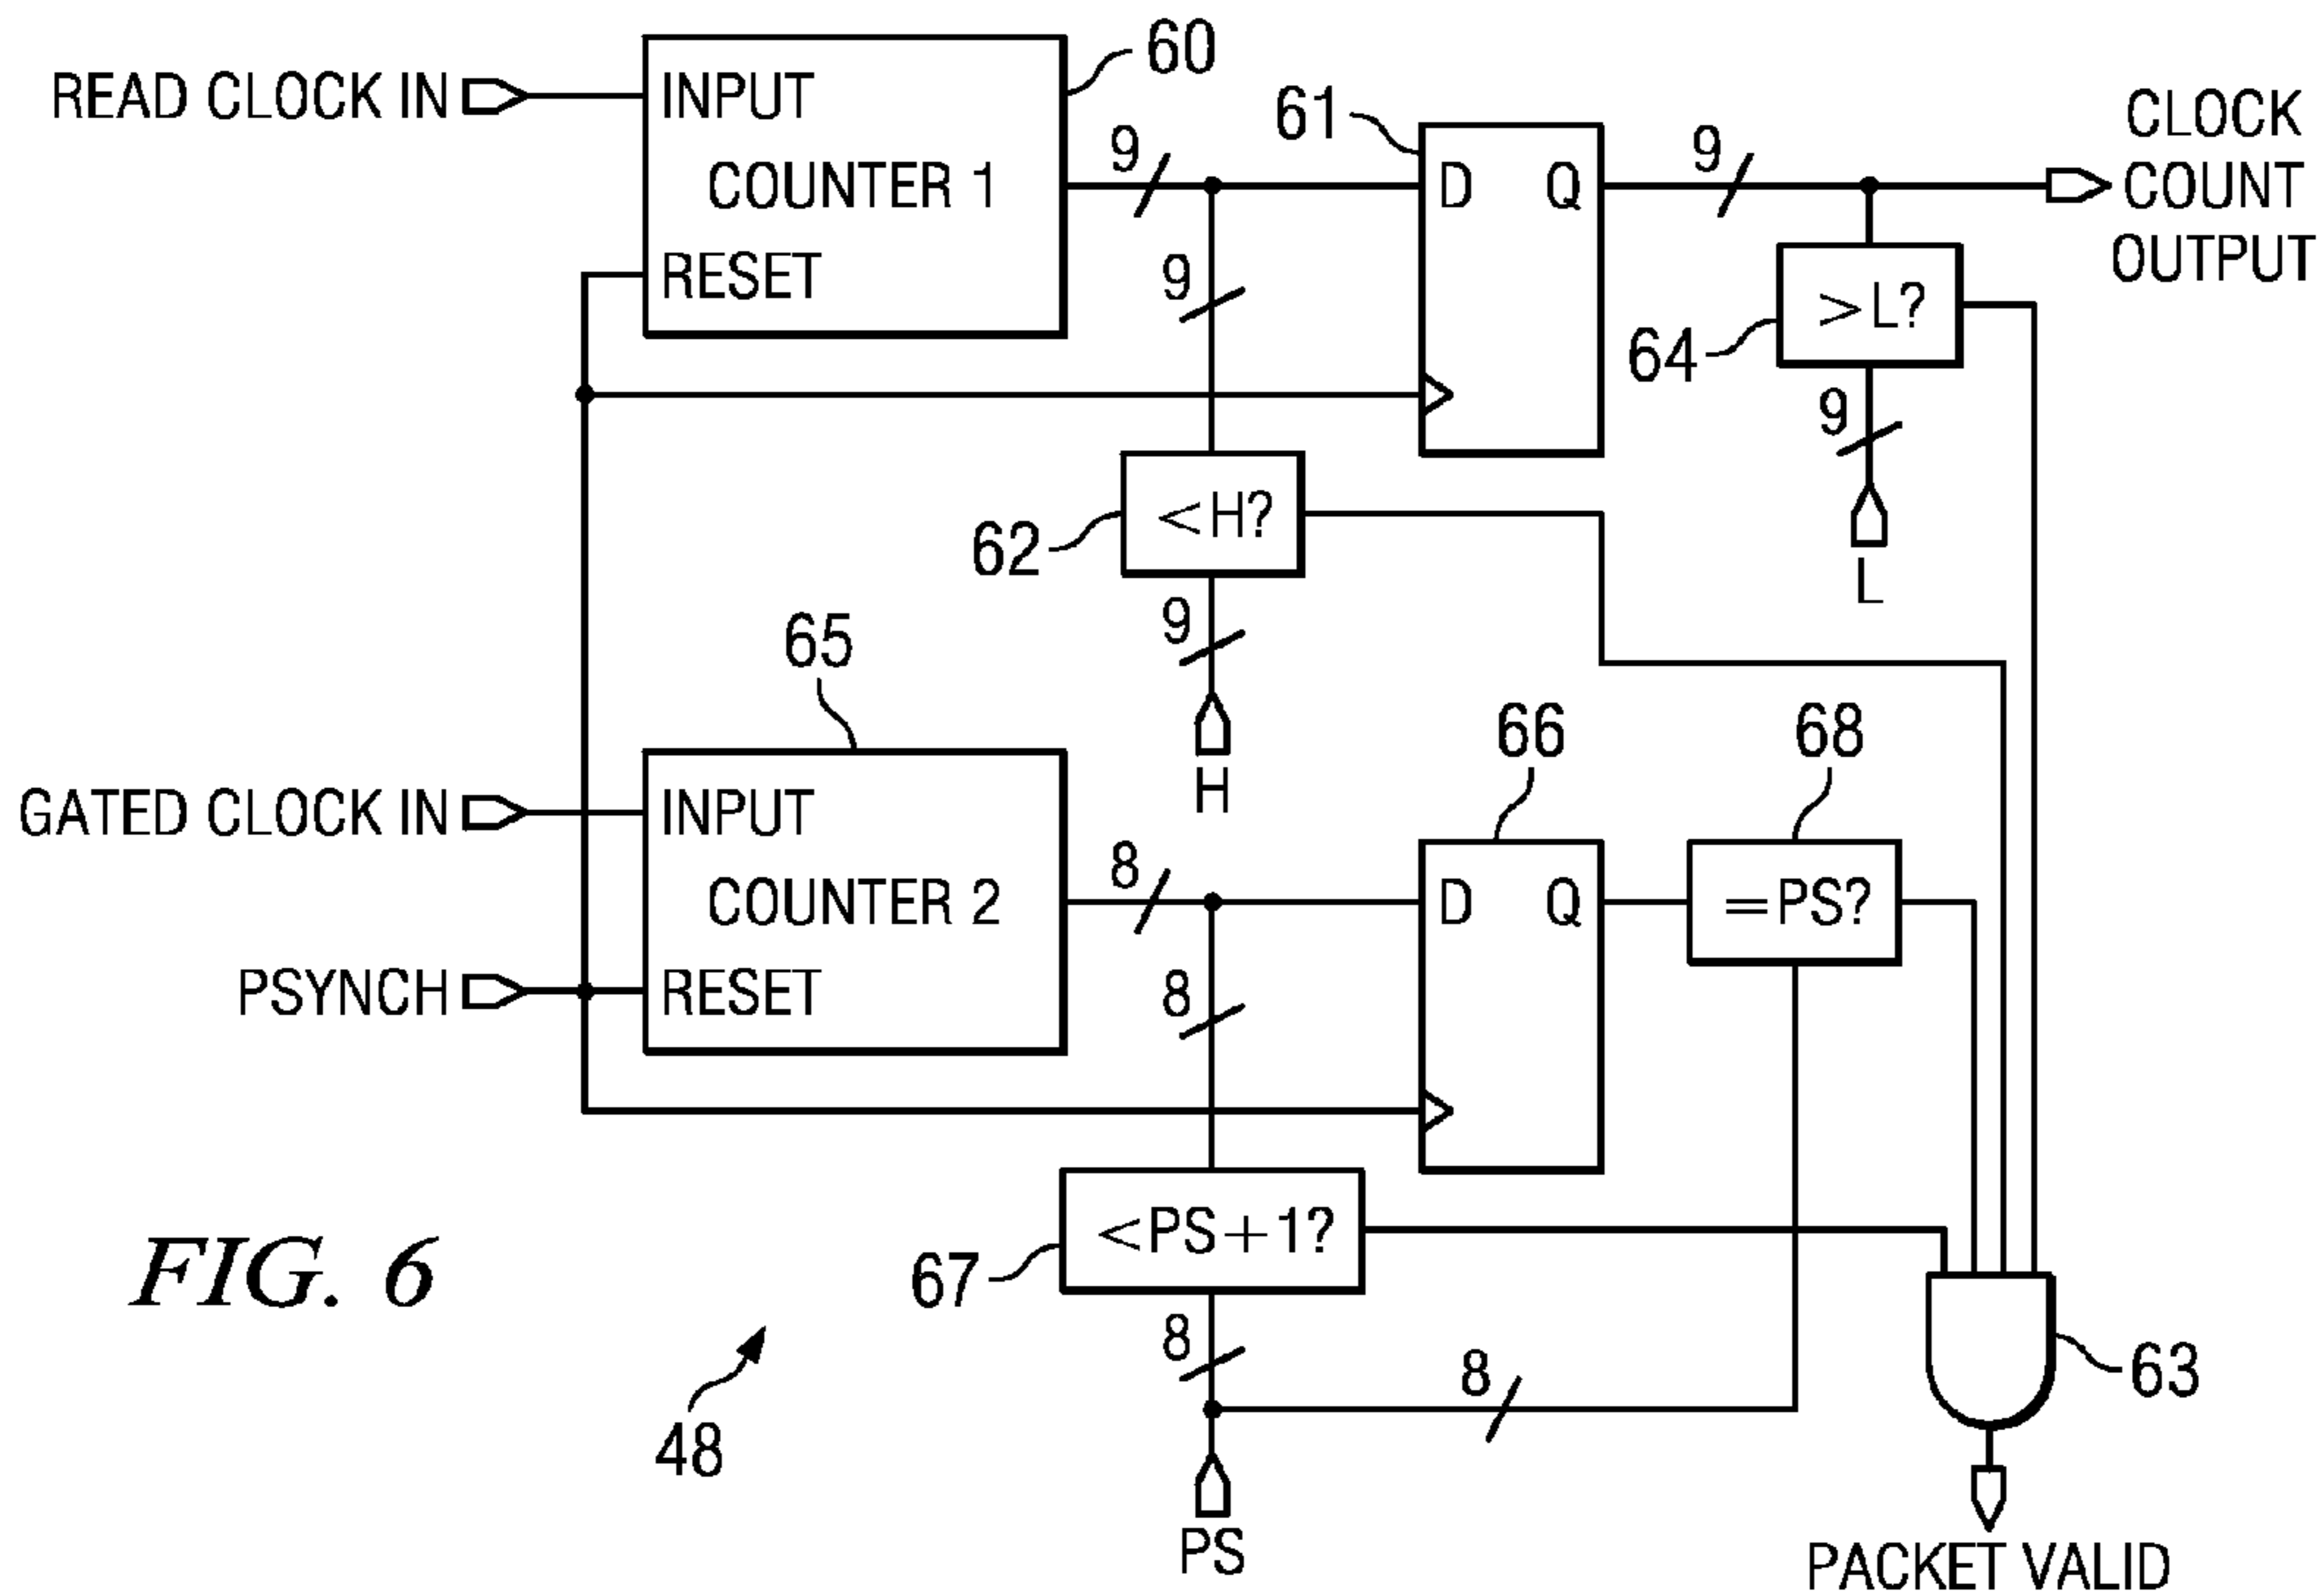 READ CLOCK IN
INPUT
COUNTER 1
RESET
60
9
61
D Q
9
CLOCK
COUNT
OUTPUT
9
>L?
64
9
L
<H?
62
9
H
65
GATED CLOCK IN
INPUT
COUNTER 2
PSYNCH
RESET
8
66
D Q
68
=PS?
8
<PS+1?
67
8
8
PS
63
PACKET VALID
48
FIG. 6